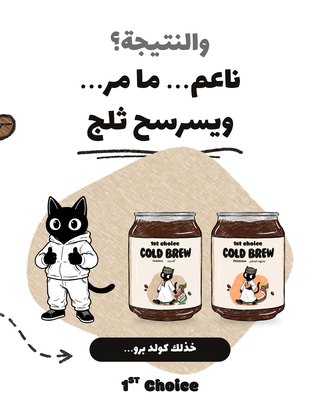 والنتيجة؟
ناعم... ما مر...
ويسرسح ثلج
1st choice
COLD BREW
1st choice
COLD BREW
خذلك كولد برو...
1ST Choice